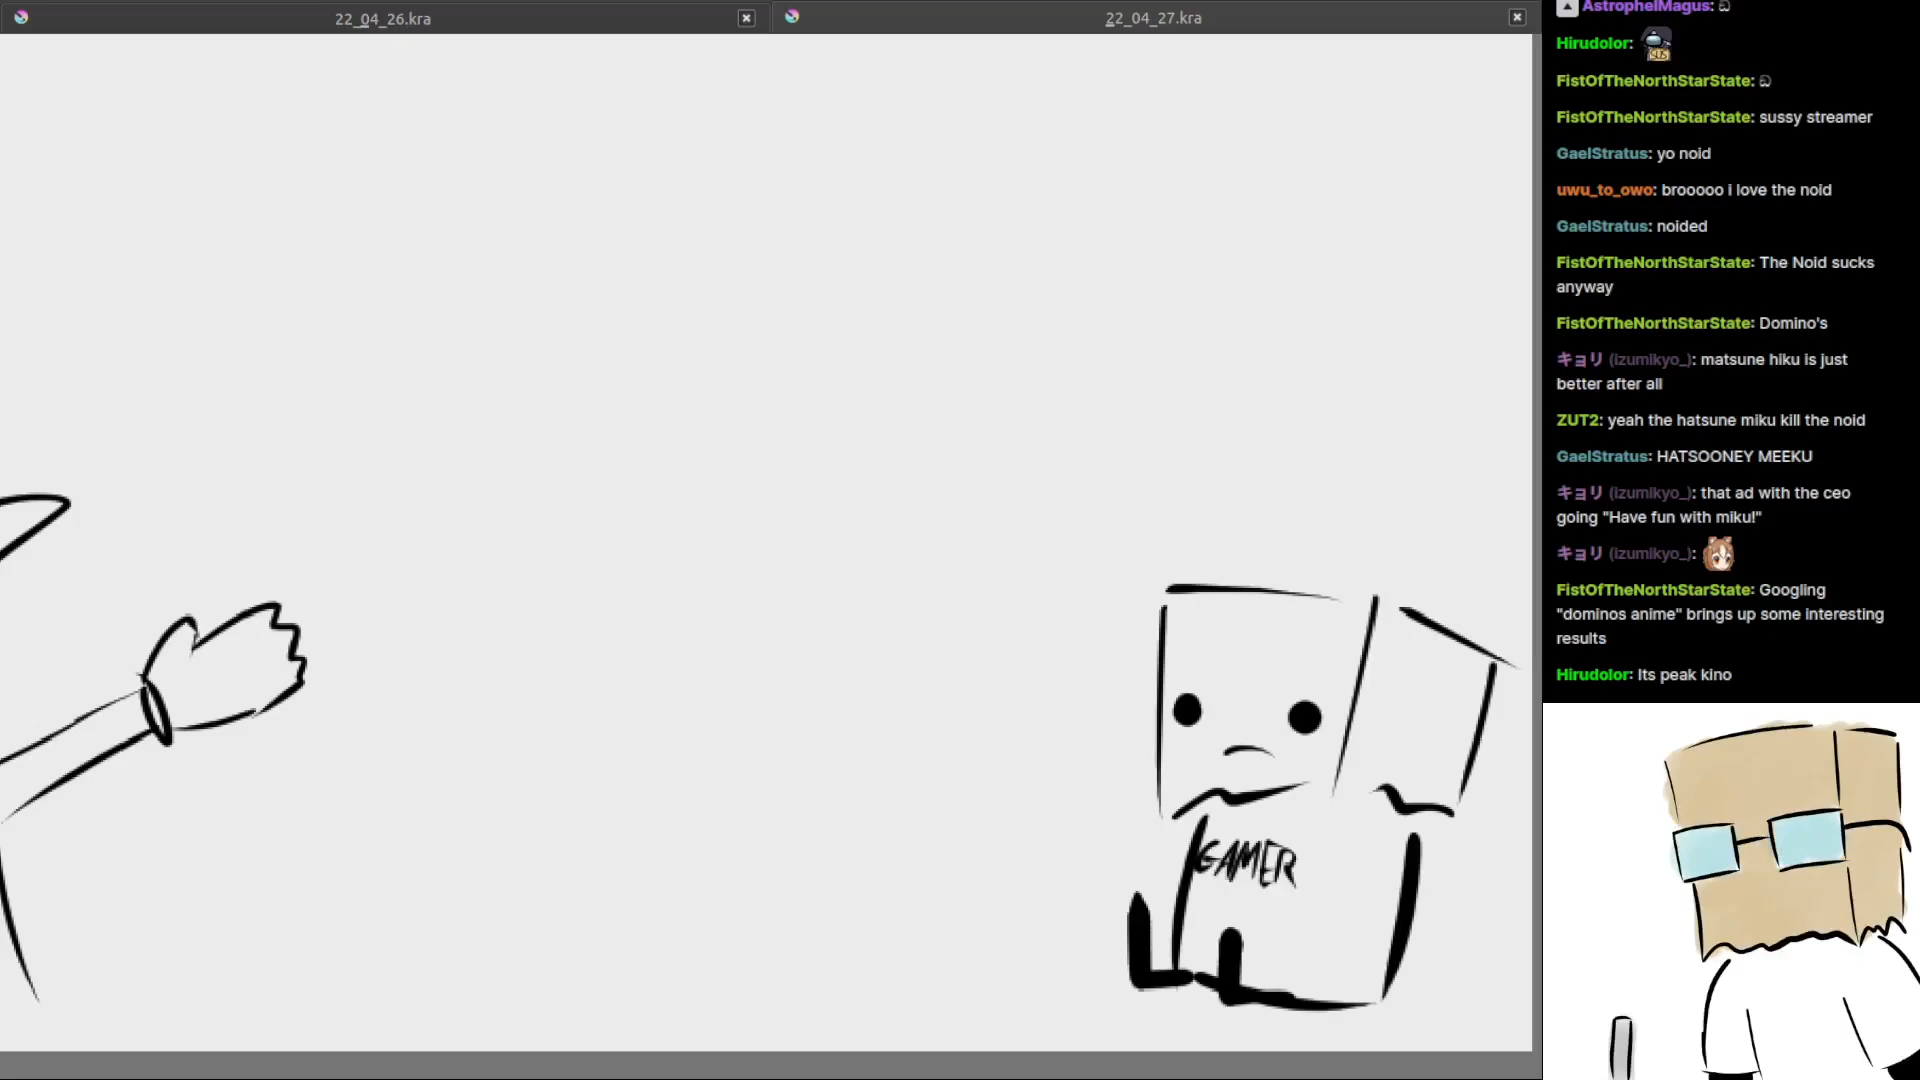 22_04_26.kra
22_04_27.kra
AstrophelMagus: ඞ
Hirudolor:
SUS
FistOfTheNorthStarState: ඞ
FistOfTheNorthStarState: sussy streamer
GaelStratus: yo noid
uwu_to_owo: brooooo i love the noid
GaelStratus: noided
FistOfTheNorthStarState: The Noid sucks
anyway
FistOfTheNorthStarState: Domino's
キョリ (izumikyo_): matsune hiku is just
better after all
ZUT2: yeah the hatsune miku kill the noid
GaelStratus: HATSOONEY MEEKU
キョリ (izumikyo_): that ad with the ceo
going "Have fun with miku!"
キョリ (izumikyo_):
FistOfTheNorthStarState: Googling
"dominos anime" brings up some interesting
results
Hirudolor: Its peak kino
GAMER